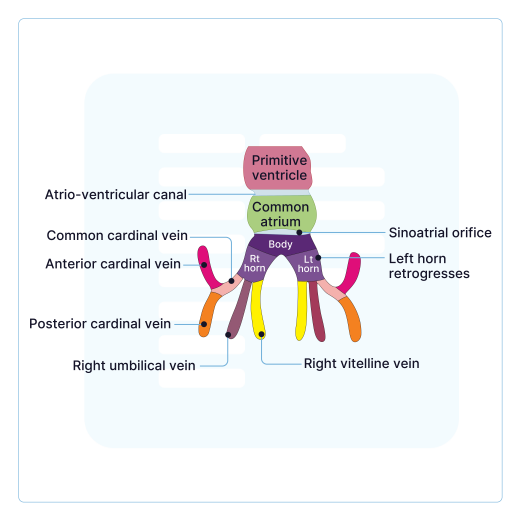 Primitive
ventricle
Atrio-ventricular canal
Common
atrium
Common cardinal vein
Sinoatrial orifice
Body
Anterior cardinal vein
Rt
horn
Lt
horn
Left horn
retrogresses
Posterior cardinal vein
Right umbilical vein
Right vitelline vein